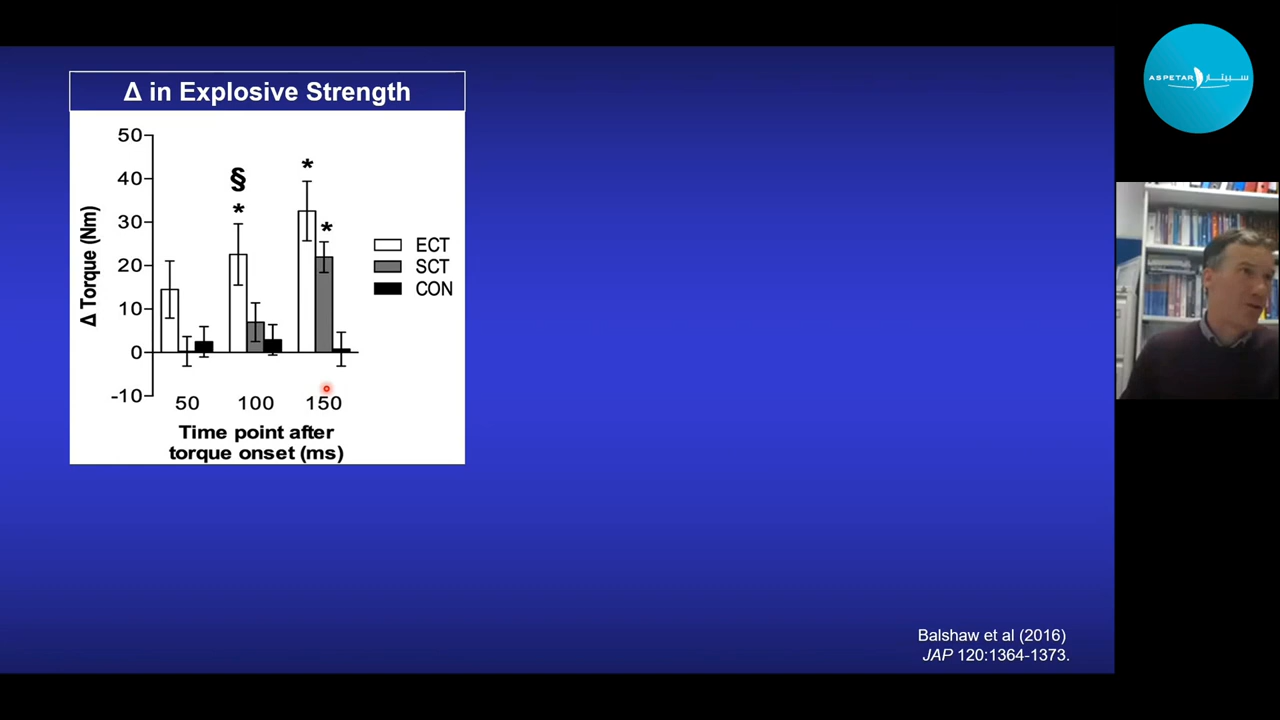 Δ in Explosive Strength
50
40
30
20
10
0
-10
Δ Torque (Nm)
§
*
*
*
ECT
SCT
CON
50 100 150
Time point after
torque onset (ms)
Balshaw et al (2016)
JAP 120:1364-1373.
ASPETAR سبيتار